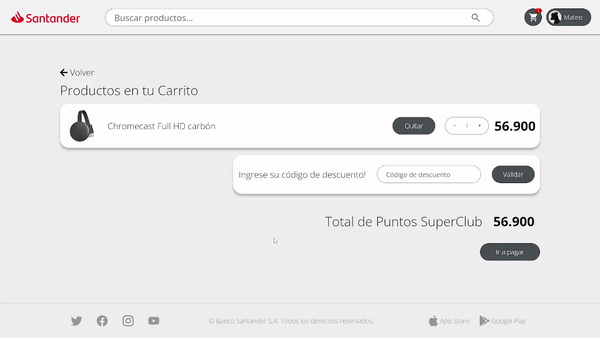 Santander
Buscar productos...
1
Mateo
Volver
Productos en tu Carrito
Chromecast Full HD carbón
Quitar
- 1 +
56.900
Ingrese su código de descuento!
Código de descuento
Validar
Total de Puntos SuperClub 56.900
Ir a pagar
© Banco Santander S.A. Todos los derechos reservados.
App Store
Google Play